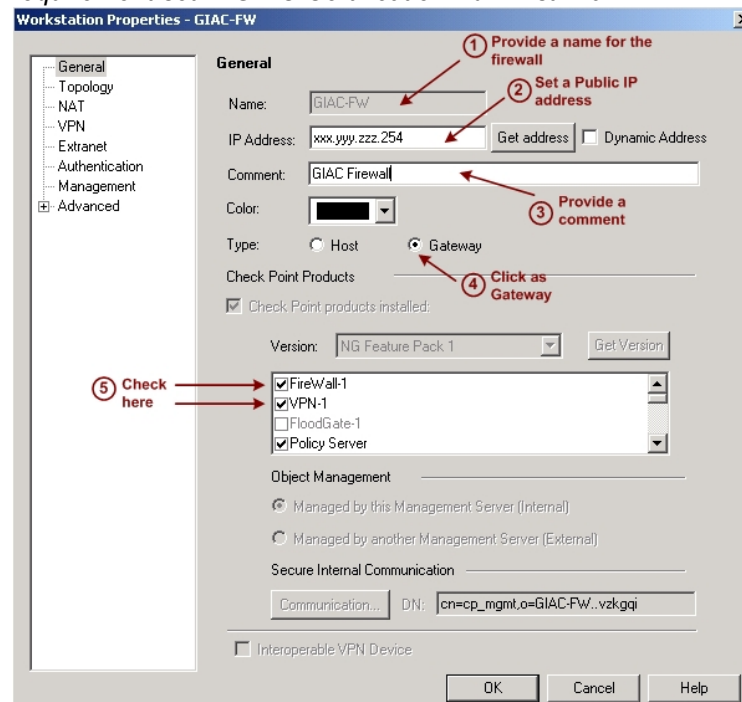 Workstation Properties - GIAC-FW
General
Topology
NAT
VPN
Extranet
Authentication
Management
Advanced
General
1 Provide a name for the
firewall
Name: GIAC-FW
2 Set a Public IP
address
IP Address: xxx.yyy.zzz.254 Get address Dynamic Address
Comment: GIAC Firewall
3 Provide a
comment
Color:
Type: Host Gateway
4 Click as
Gateway
Check Point Products
Check Point products installed:
Version: NG Feature Pack 1 Get Version
5 Check
here
FireWall-1
VPN-1
FloodGate-1
Policy Server
Object Management
Managed by this Management Server (Internal)
Managed by another Management Server (External)
Secure Internal Communication
Communication... DN: cn=cp_mgmt,o=GIAC-FW..vzkgqi
Interoperable VPN Device
OK Cancel Help